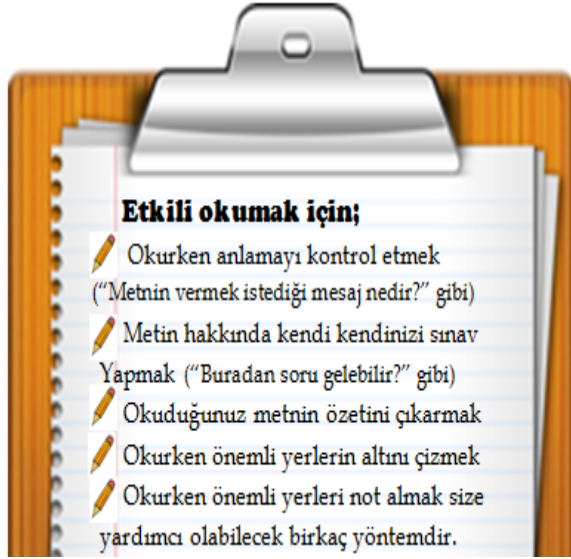 Etkili okumak için;
Okurken anlamayı kontrol etmek
(“Metnin vermek istediği mesaj nedir?” gibi)
Metin hakkında kendi kendinizi sınav
Yapmak (“Buradan soru gelebilir?” gibi)
Okuduğunuz metnin özetini çıkarmak
Okurken önemli yerlerin altını çizmek
Okurken önemli yerleri not almak size
yardımcı olabilecek birkaç yöntemdir.